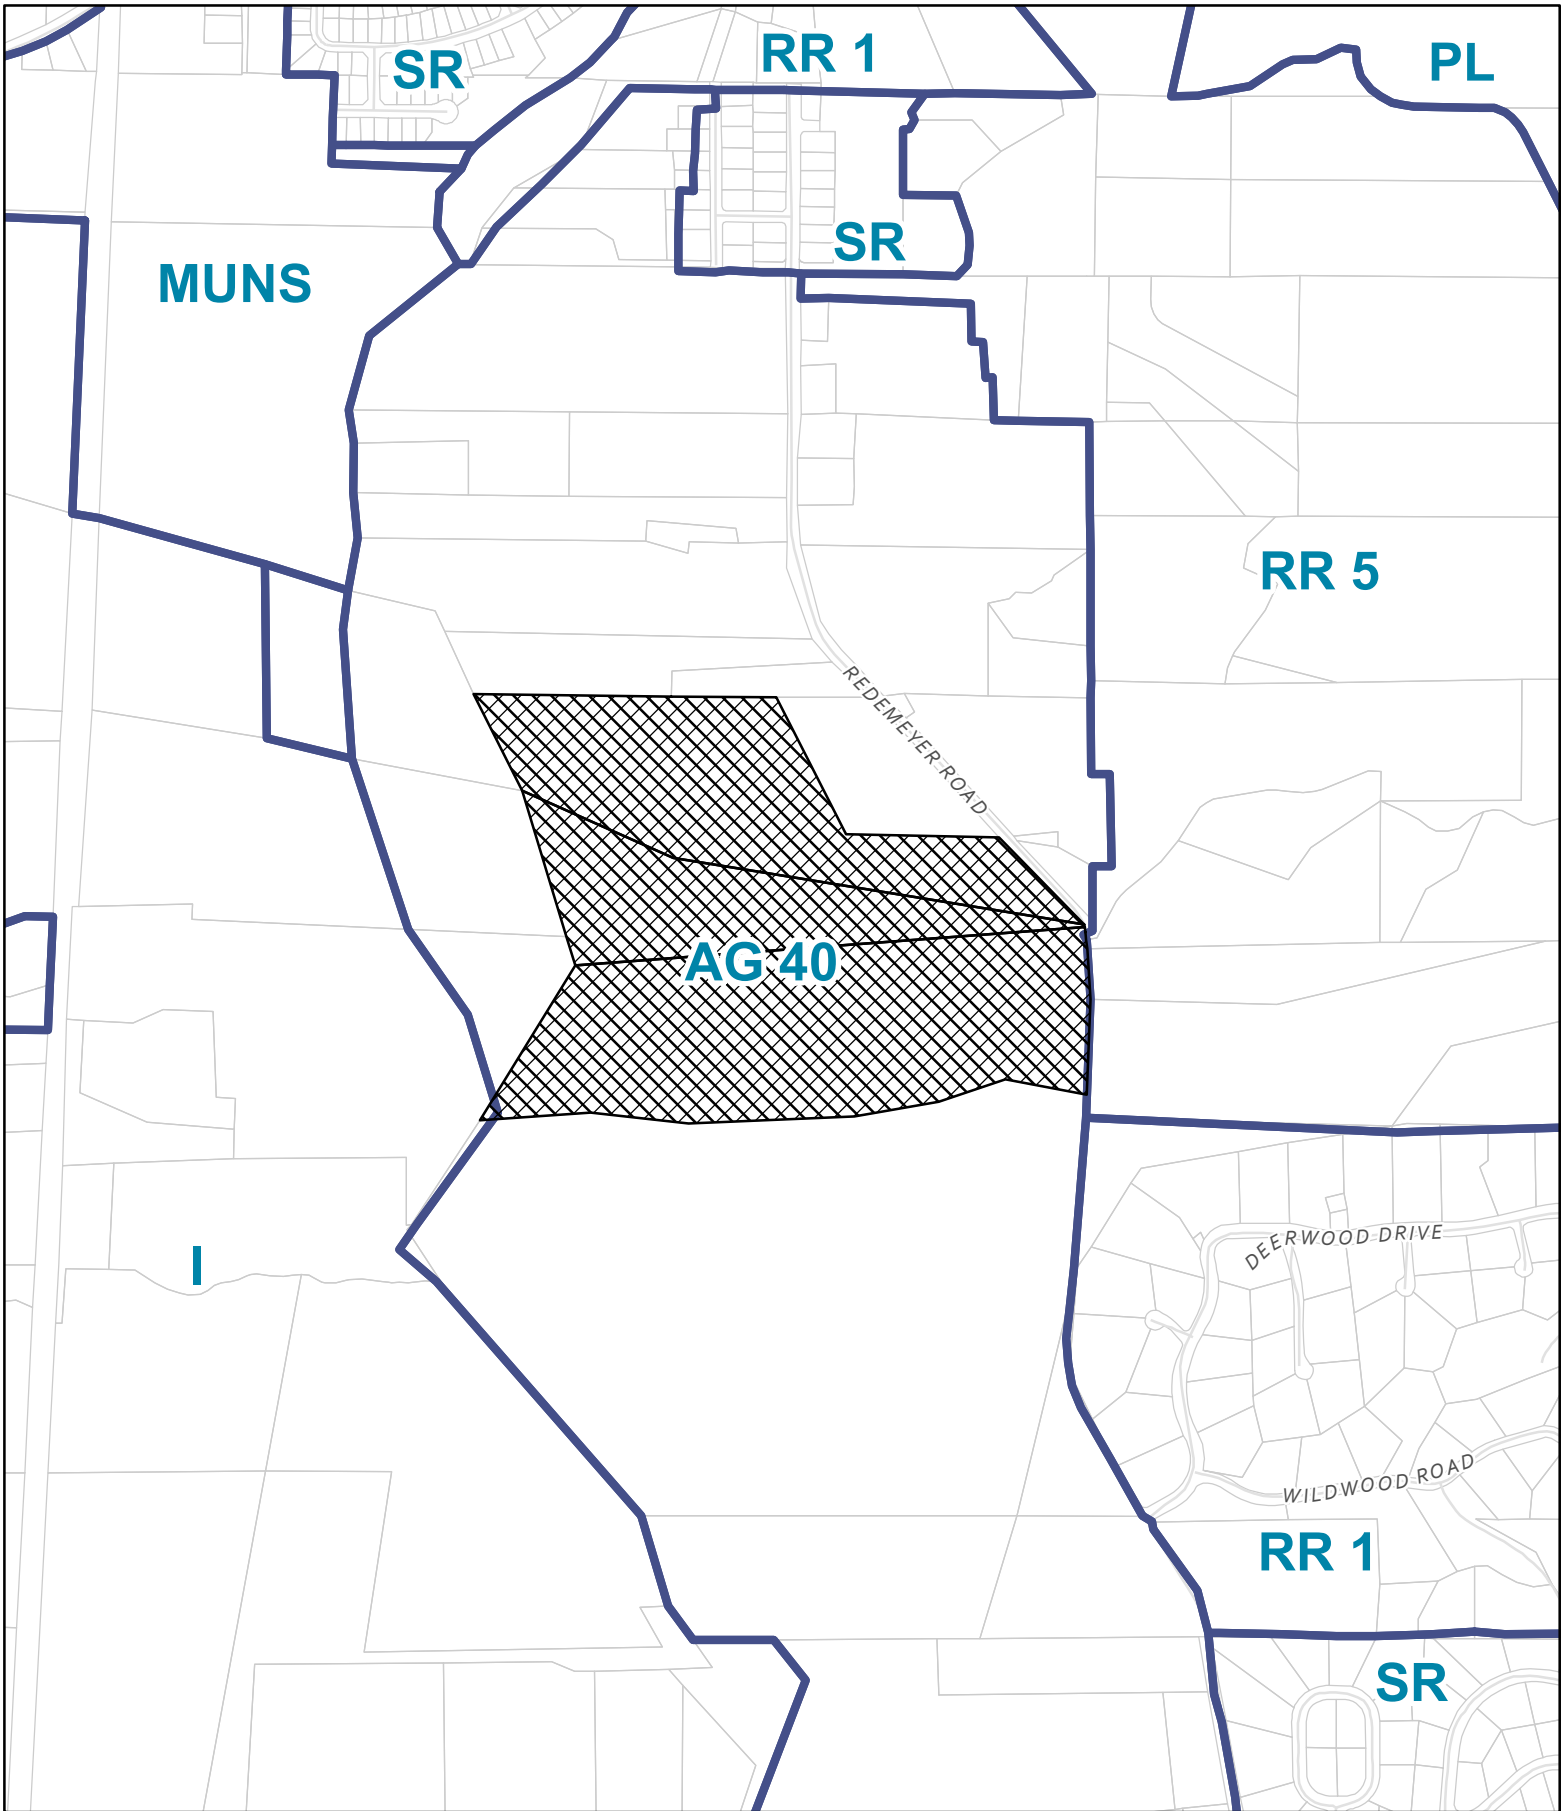 RR 1
PL
SR
SR
MUNS
RR 5
REDEMEYER ROAD
AG 40
DEERWOOD DRIVE
I
WILDWOOD ROAD
RR 1
SR